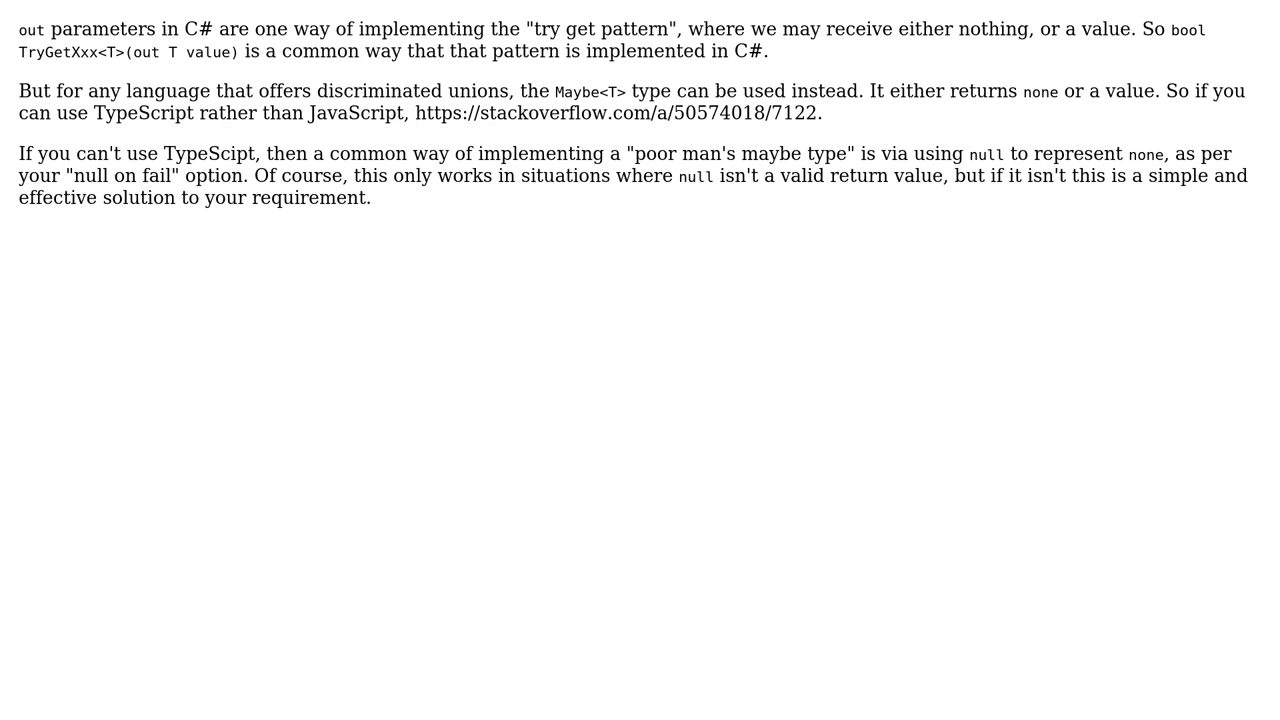 out parameters in C# are one way of implementing the "try get pattern", where we may receive either nothing, or a value. So bool
TryGetXxx<T>(out T value) is a common way that that pattern is implemented in C#.
But for any language that offers discriminated unions, the Maybe<T> type can be used instead. It either returns none or a value. So if you
can use TypeScript rather than JavaScript, https://stackoverflow.com/a/50574018/7122.
If you can't use TypeScipt, then a common way of implementing a "poor man's maybe type" is via using null to represent none, as per
your "null on fail" option. Of course, this only works in situations where null isn't a valid return value, but if it isn't this is a simple and
effective solution to your requirement.